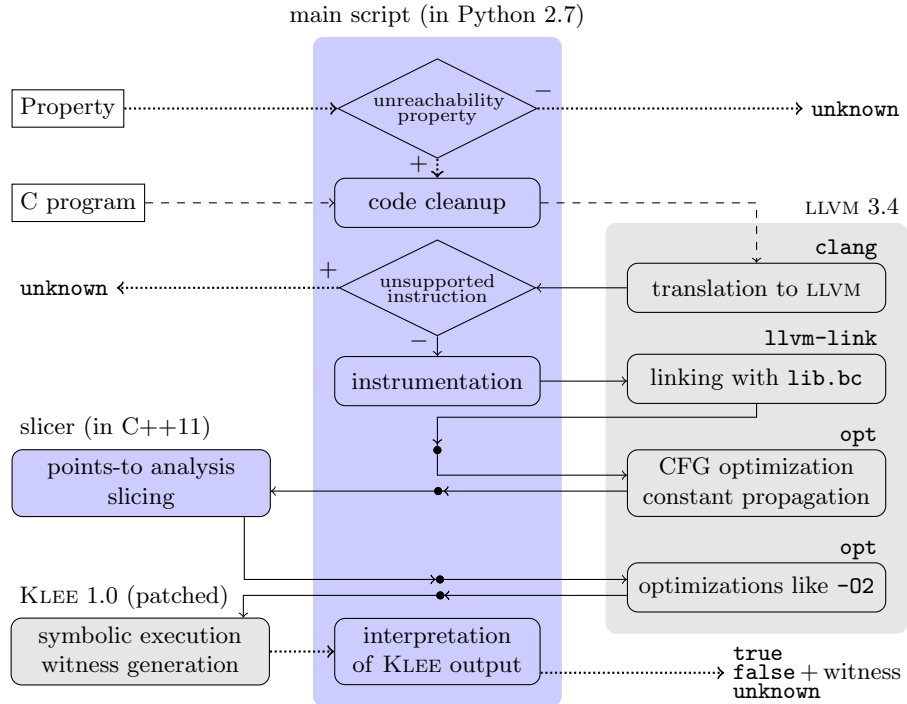 main script (in Python 2.7)
Property
unreachability
property
−
unknown
+
C program
code cleanup
LLVM 3.4
clang
translation to LLVM
unsupported
instruction
+
unknown
−
instrumentation
llvm-link
linking with lib.bc
slicer (in C++11)
points-to analysis
slicing
opt
CFG optimization
constant propagation
opt
optimizations like -O2
KLEE 1.0 (patched)
symbolic execution
witness generation
interpretation
of KLEE output
true
false + witness
unknown